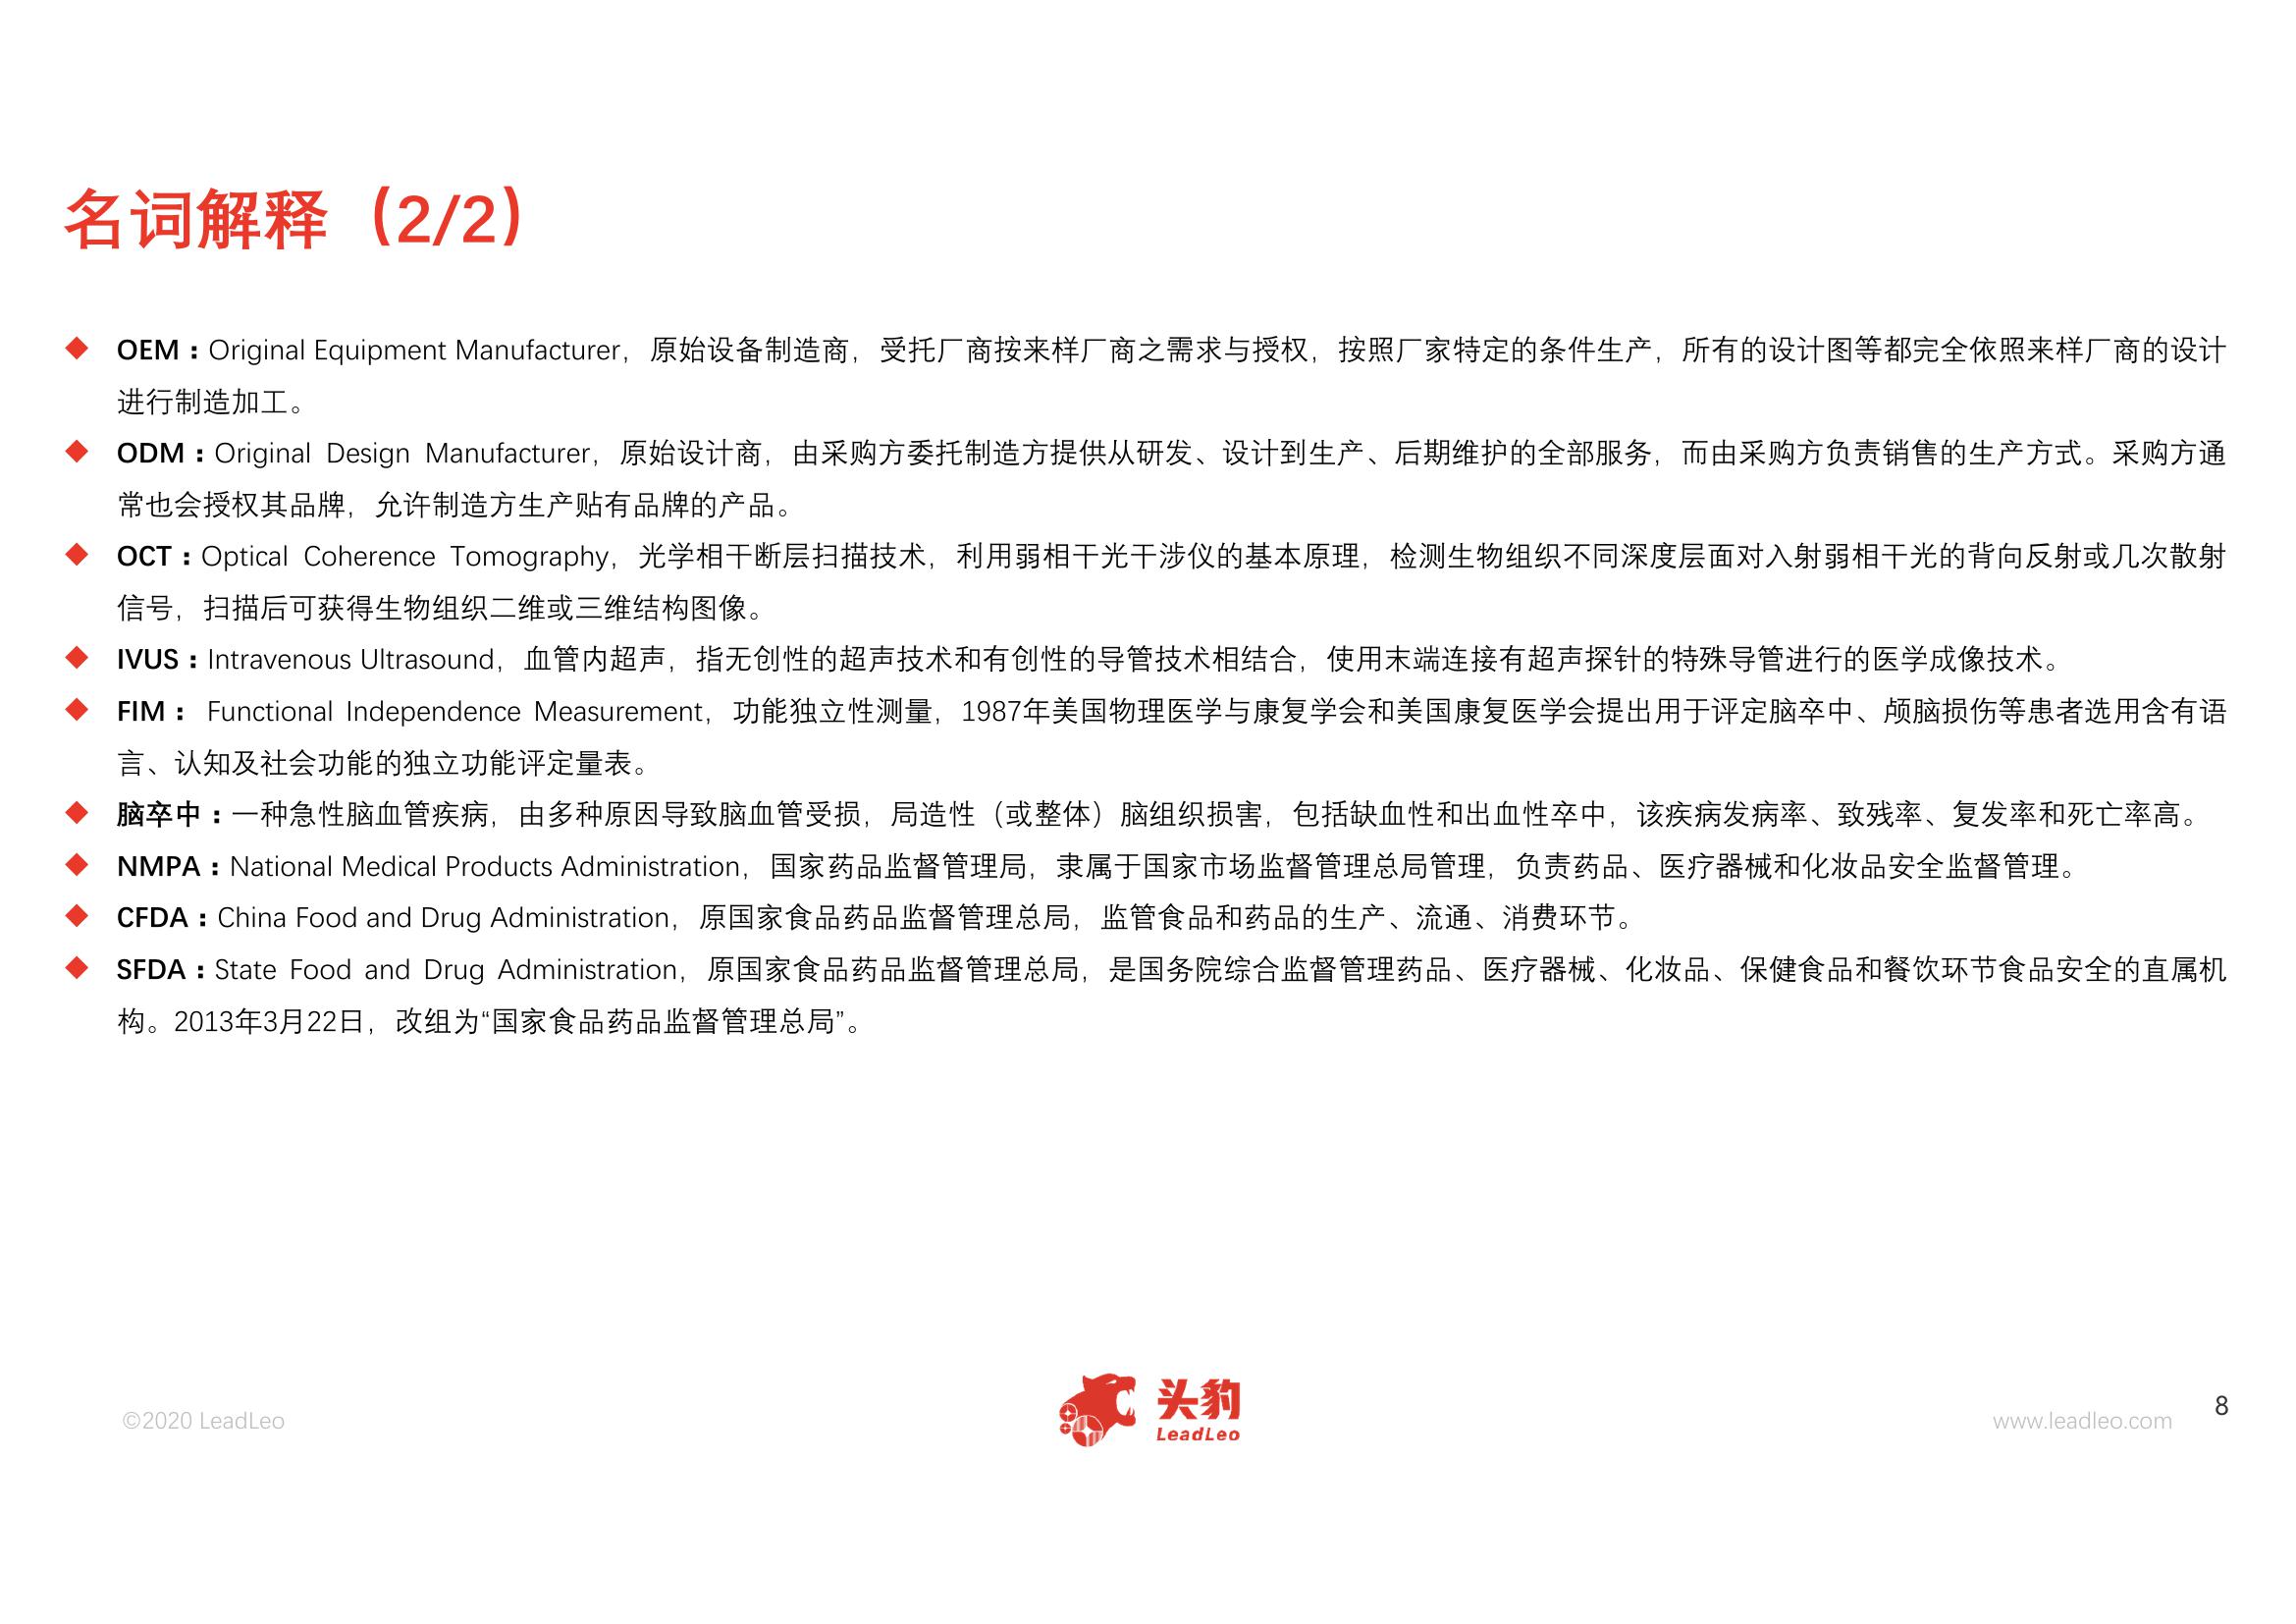 名词解释（2/2）
OEM：Original Equipment Manufacturer，原始设备制造商，受托厂商按来样厂商之需求与授权，按照厂家特定的条件生产，所有的设计图等都完全依照来样厂商的设计
进行制造加工。
ODM：Original Design Manufacturer，原始设计商，由采购方委托制造方提供从研发、设计到生产、后期维护的全部服务，而由采购方负责销售的生产方式。采购方通
常也会授权其品牌，允许制造方生产贴有品牌的产品。
OCT：Optical Coherence Tomography，光学相干断层扫描技术，利用弱相干光干涉仪的基本原理，检测生物组织不同深度层面对入射弱相干光的背向反射或几次散射
信号，扫描后可获得生物组织二维或三维结构图像。
IVUS：Intravenous Ultrasound，血管内超声，指无创性的超声技术和有创性的导管技术相结合，使用末端连接有超声探针的特殊导管进行的医学成像技术。
FIM： Functional Independence Measurement，功能独立性测量，1987年美国物理医学与康复学会和美国康复医学会提出用于评定脑卒中、颅脑损伤等患者选用含有语
言、认知及社会功能的独立功能评定量表。
脑卒中：一种急性脑血管疾病，由多种原因导致脑血管受损，局造性（或整体）脑组织损害，包括缺血性和出血性卒中，该疾病发病率、致残率、复发率和死亡率高。
NMPA：National Medical Products Administration，国家药品监督管理局，隶属于国家市场监督管理总局管理，负责药品、医疗器械和化妆品安全监督管理。
CFDA：China Food and Drug Administration，原国家食品药品监督管理总局，监管食品和药品的生产、流通、消费环节。
SFDA：State Food and Drug Administration，原国家食品药品监督管理总局，是国务院综合监督管理药品、医疗器械、化妆品、保健食品和餐饮环节食品安全的直属机
构。2013年3月22日，改组为“国家食品药品监督管理总局”。
©2020 LeadLeo
头豹
LeadLeo
www.leadleo.com
8